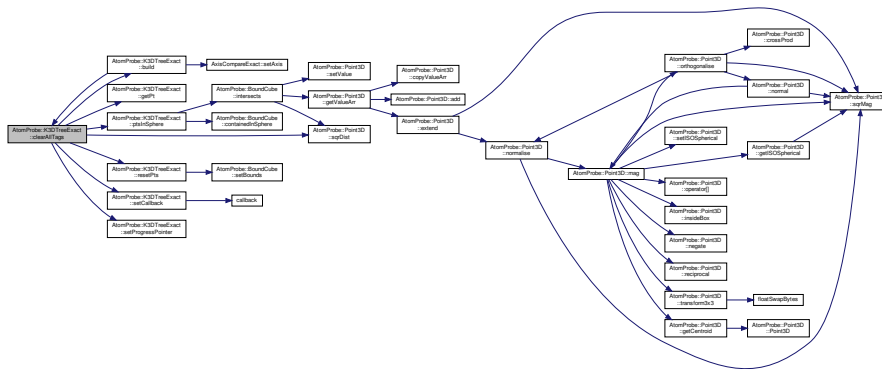 AtomProbe::K3DTreeExact
::clearAllTags
AtomProbe::K3DTreeExact
::build
AtomProbe::K3DTreeExact
::getPt
AtomProbe::K3DTreeExact
::ptsInSphere
AtomProbe::K3DTreeExact
::resetPts
AtomProbe::K3DTreeExact
::setCallback
AtomProbe::K3DTreeExact
::setProgressPointer
AxisCompareExact::setAxis
AtomProbe::BoundCube
::intersects
AtomProbe::BoundCube
::containedInSphere
AtomProbe::BoundCube
::setBounds
callback
AtomProbe::Point3D
::setValue
AtomProbe::Point3D
::getValueArr
AtomProbe::Point3D
::sqrDist
AtomProbe::Point3D
::copyValueArr
AtomProbe::Point3D::add
AtomProbe::Point3D
::extend
AtomProbe::Point3D
::normalise
AtomProbe::Point3D::mag
AtomProbe::Point3D
::orthogonalise
AtomProbe::Point3D
::setISOSpherical
AtomProbe::Point3D
::operator[]
AtomProbe::Point3D
::insideBox
AtomProbe::Point3D
::negate
AtomProbe::Point3D
::reciprocal
AtomProbe::Point3D
::transform3x3
AtomProbe::Point3D
::getCentroid
AtomProbe::Point3D
::crossProd
AtomProbe::Point3D
::normal
AtomProbe::Point3D
::getISOSpherical
floatSwapBytes
AtomProbe::Point3D
::Point3D
AtomProbe::Point3D
::sqrMag